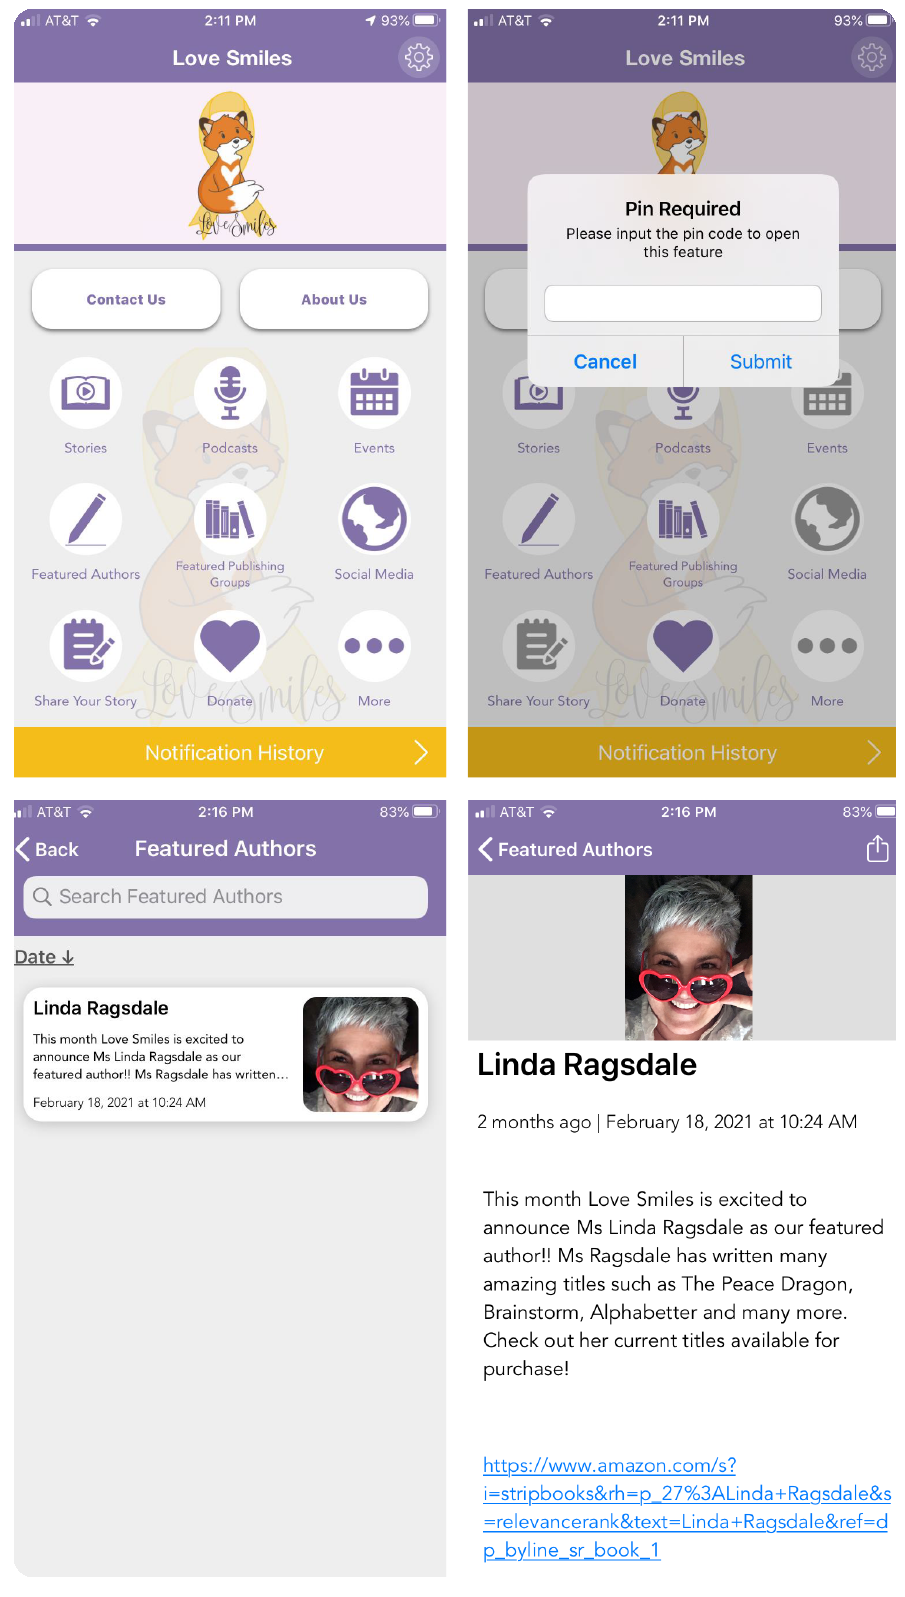 AT&T 2:11 PM 93%
Love Smiles
Love Smiles
Contact Us
About Us
Stories
Podcasts
Events
Featured Authors
Featured Publishing
Groups
Social Media
Love Smiles
Share Your Story
Donate
More
Notification History
AT&T 2:11 PM 93%
Love Smiles
Pin Required
Please input the pin code to open
this feature
Cancel
Submit
Stories
Podcasts
Events
Featured Authors
Featured Publishing
Groups
Social Media
Love Smiles
Share Your Story
Donate
More
Notification History
AT&T 2:16 PM 83%
Back
Featured Authors
Search Featured Authors
Date ↓
Linda Ragsdale
This month Love Smiles is excited to
announce Ms Linda Ragsdale as our
featured author!! Ms Ragsdale has written...
February 18, 2021 at 10:24 AM
AT&T 2:16 PM 83%
Featured Authors
Linda Ragsdale
2 months ago | February 18, 2021 at 10:24 AM
This month Love Smiles is excited to
announce Ms Linda Ragsdale as our featured
author!! Ms Ragsdale has written many
amazing titles such as The Peace Dragon,
Brainstorm, Alphabetter and many more.
Check out her current titles available for
purchase!
https://www.amazon.com/s?
i=stripbooks&rh=p_27%3ALinda+Ragsdale&s
=relevancerank&text=Linda+Ragsdale&ref=d
p_byline_sr_book_1